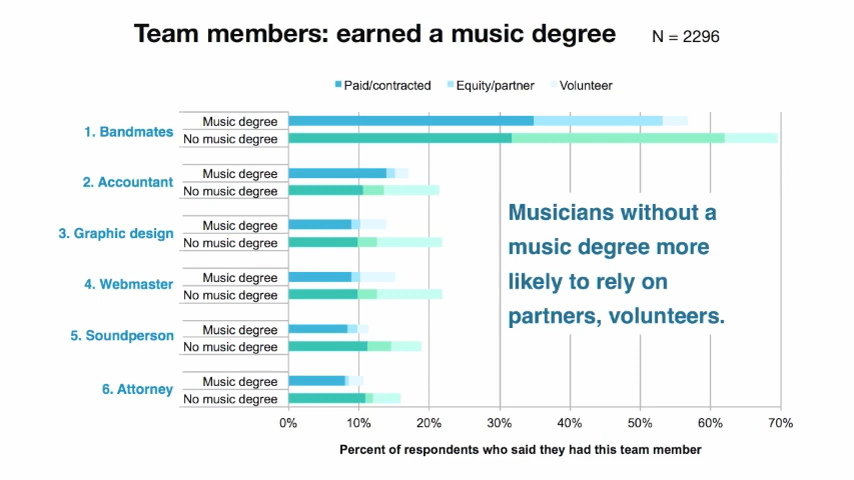 Team members: earned a music degree N = 2296
Paid/contracted Equity/partner Volunteer
1. Bandmates
Music degree
No music degree
2. Accountant
Music degree
No music degree
3. Graphic design
Music degree
No music degree
4. Webmaster
Music degree
No music degree
5. Soundperson
Music degree
No music degree
6. Attorney
Music degree
No music degree
Musicians without a
music degree more
likely to rely on
partners, volunteers.
0% 10% 20% 30% 40% 50% 60% 70%
Percent of respondents who said they had this team member